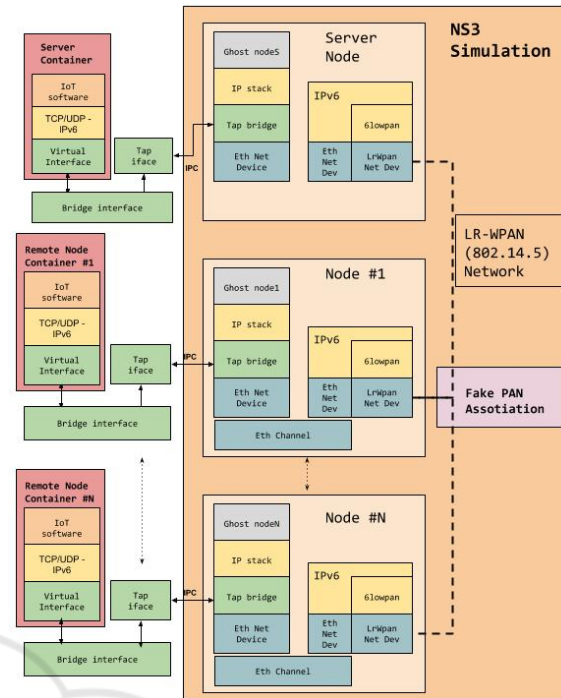 NS3
Simulation
Server
Container
IoT
software
TCP/UDP -
IPv6
Virtual
Interface
Tap
iface
Bridge interface
IPC
Server
Node
Ghost nodeS
IP stack
Tap bridge
Eth Net
Device
IPv6
6lowpan
Eth
Net
Dev
LrWpan
Net Dev
LR-WPAN
(802.14.5)
Network
Remote Node
Container #1
IoT
software
TCP/UDP -
IPv6
Virtual
Interface
Tap
iface
Bridge interface
IPC
Node #1
Ghost node1
IP stack
Tap bridge
Eth Net
Device
IPv6
6lowpan
Eth
Net
Dev
LrWpan
Net Dev
Eth Channel
Fake PAN
Assotiation
Remote Node
Container #N
IoT
software
TCP/UDP -
IPv6
Virtual
Interface
Tap
iface
Bridge interface
IPC
Node #N
Ghost nodeN
IP stack
Tap bridge
Eth Net
Device
IPv6
6lowpan
Eth
Net
Dev
LrWpan
Net Dev
Eth Channel